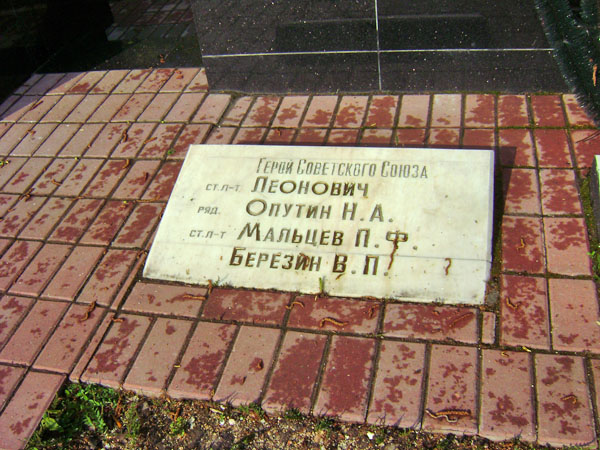 Герой Советского Союза
ст. л-т Леонович
ряд. Опутин Н.А.
ст. л-т Мальцев П.Ф.
Березин В.П.